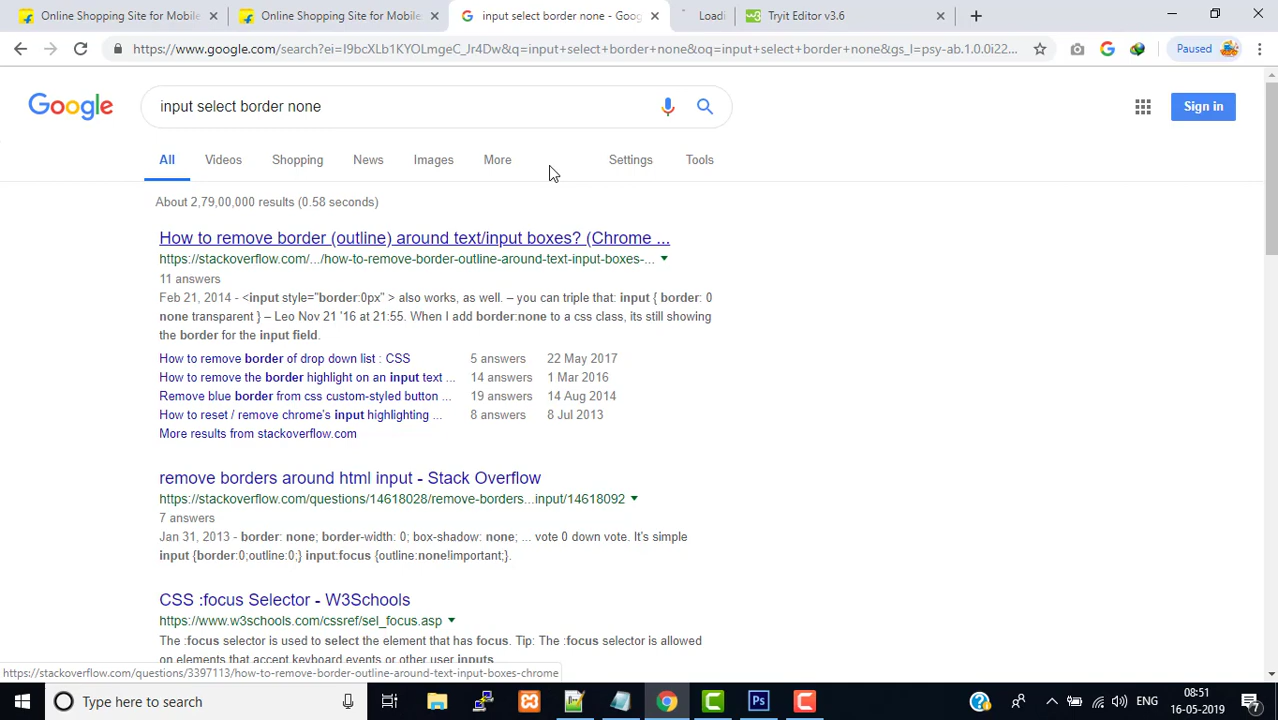 Online Shopping Site for Mobile
Online Shopping Site for Mobile
input select border none - Goog
Loadi
Tryit Editor v3.6
https://www.google.com/search?ei=I9bcXLb1KYOLmgeC_Jr4Dw&q=input+select+border+none&oq=input+select+border+none&gs_l=psy-ab.1.0.0i22...
Paused
Google
input select border none
Sign in
All
Videos
Shopping
News
Images
More
Settings
Tools
About 2,79,00,000 results (0.58 seconds)
How to remove border (outline) around text/input boxes? (Chrome ...
https://stackoverflow.com/.../how-to-remove-border-outline-around-text-input-boxes-...
11 answers
Feb 21, 2014 - <input style="border:0px" > also works, as well. – you can triple that: input { border: 0
none transparent } – Leo Nov 21 '16 at 21:55. When I add border:none to a css class, its still showing
the border for the input field.
How to remove border of drop down list : CSS 5 answers 22 May 2017
How to remove the border highlight on an input text ... 14 answers 1 Mar 2016
Remove blue border from css custom-styled button ... 19 answers 14 Aug 2014
How to reset / remove chrome's input highlighting ... 8 answers 8 Jul 2013
More results from stackoverflow.com
remove borders around html input - Stack Overflow
https://stackoverflow.com/questions/14618028/remove-borders...input/14618092
7 answers
Jan 31, 2013 - border: none; border-width: 0; box-shadow: none; ... vote 0 down vote. It's simple
input {border:0;outline:0;} input:focus {outline:none!important;}.
CSS :focus Selector - W3Schools
https://www.w3schools.com/cssref/sel_focus.asp
The :focus selector is used to select the element that has focus. Tip: The :focus selector is allowed
on elements that accept keyboard events or other user inputs
https://stackoverflow.com/questions/3397113/how-to-remove-border-outline-around-text-input-boxes-chrome
Type here to search
Ps
ENG
08:51
16-05-2019
7